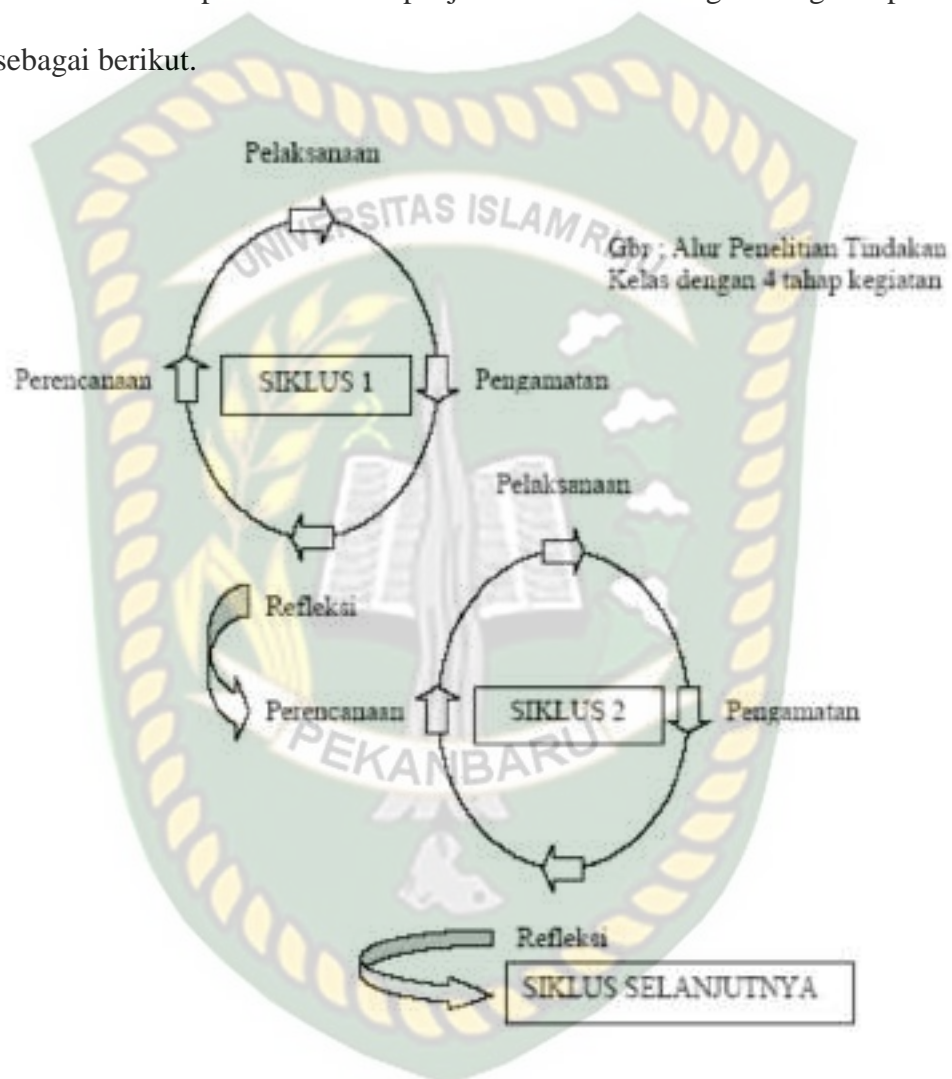 sebagai berikut.
Pelaksanaan
UNIVERSITAS ISLAM RIAU
Gbr ; Alur Penelitian Tindakan
Kelas dengan 4 tahap kegiatan
Perencanaan
SIKLUS 1
Pengamatan
Pelaksanaan
Refleksi
Perencanaan
SIKLUS 2
Pengamatan
PEKANBARU
Refleksi
SIKLUS SELANJUTNYA